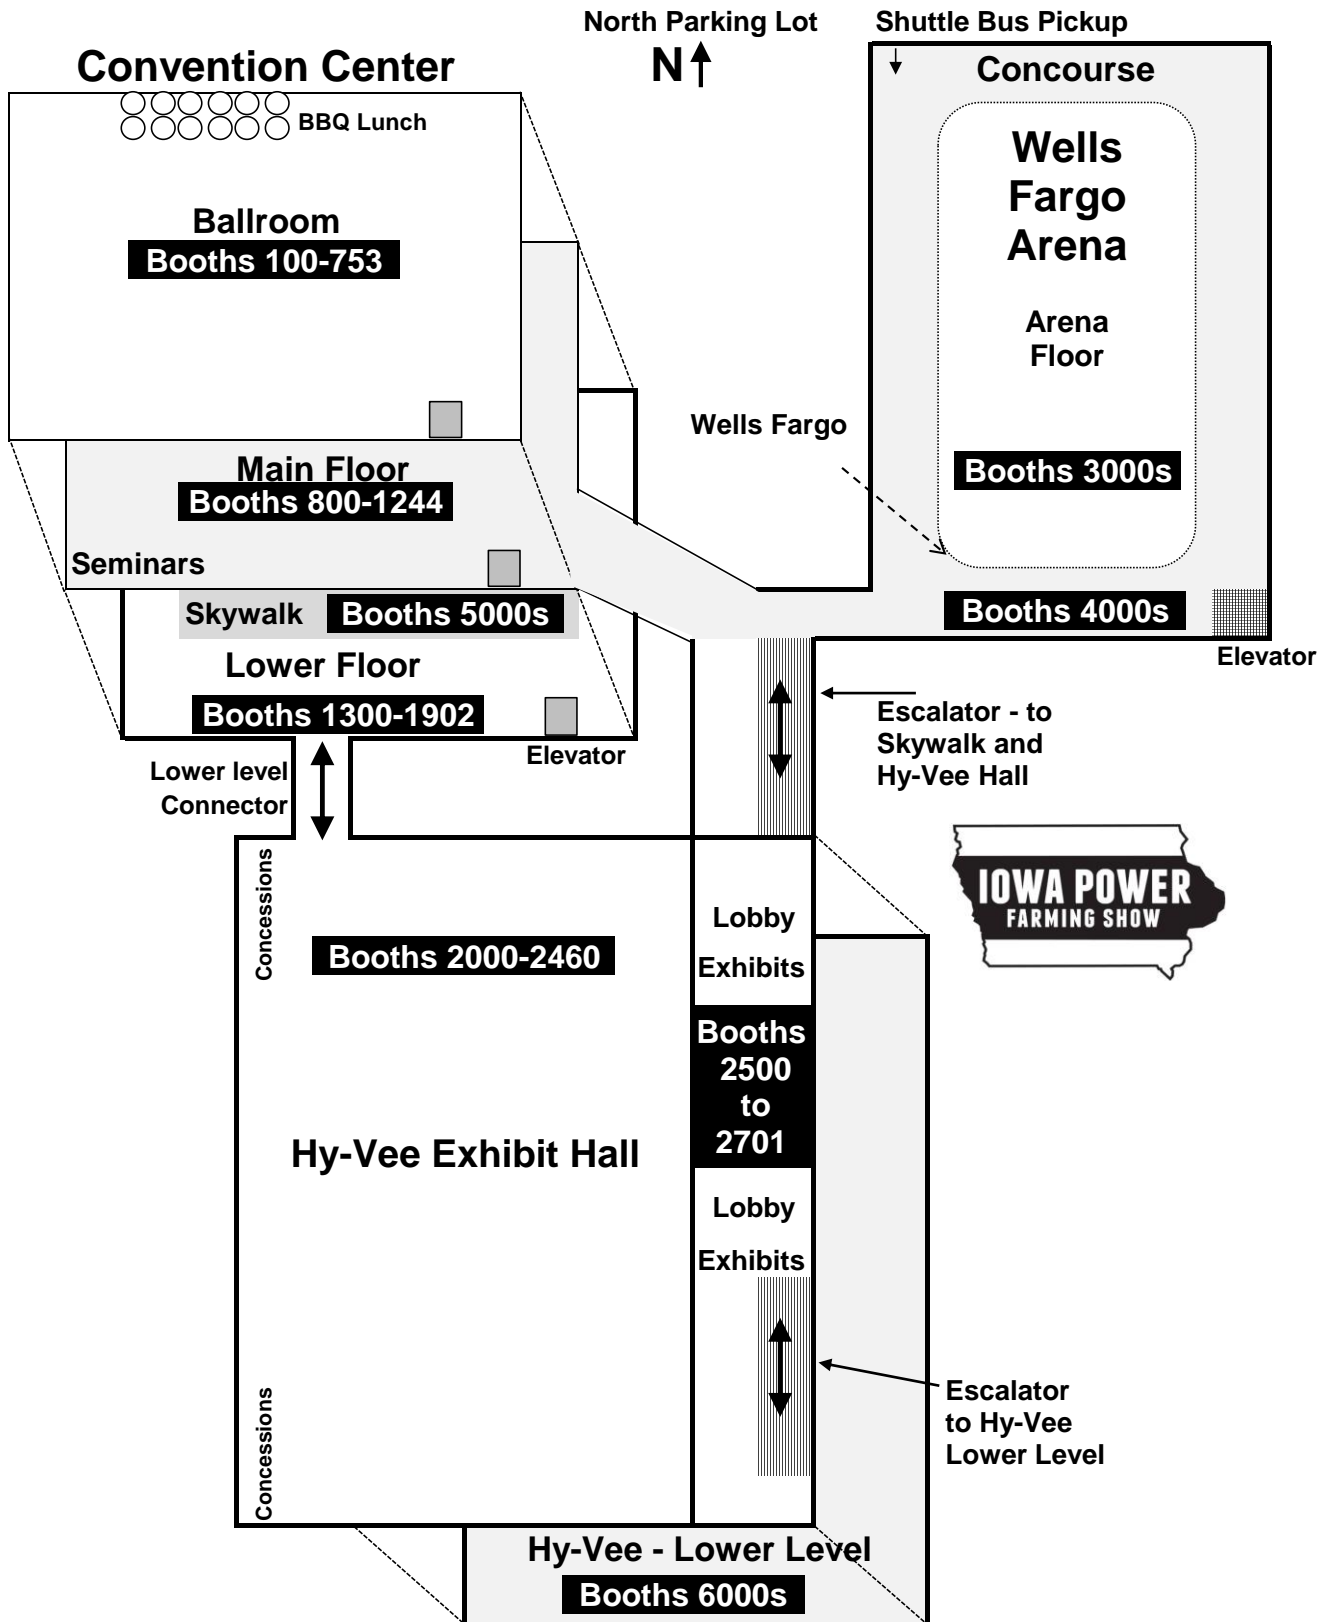 North Parking Lot
N
Shuttle Bus Pickup
Convention Center
Concourse
BBQ Lunch
Wells
Fargo
Arena
Ballroom
Booths 100-753
Arena
Floor
Wells Fargo
Booths 3000s
Main Floor
Booths 800-1244
Seminars
Skywalk
Booths 5000s
Booths 4000s
Elevator
Lower Floor
Booths 1300-1902
Elevator
Escalator - to
Skywalk and
Hy-Vee Hall
Lower level
Connector
IOWA POWER
FARMING SHOW
Concessions
Lobby
Exhibits
Booths 2000-2460
Booths
2500
to
2701
Hy-Vee Exhibit Hall
Lobby
Exhibits
Escalator
to Hy-Vee
Lower Level
Concessions
Hy-Vee - Lower Level
Booths 6000s